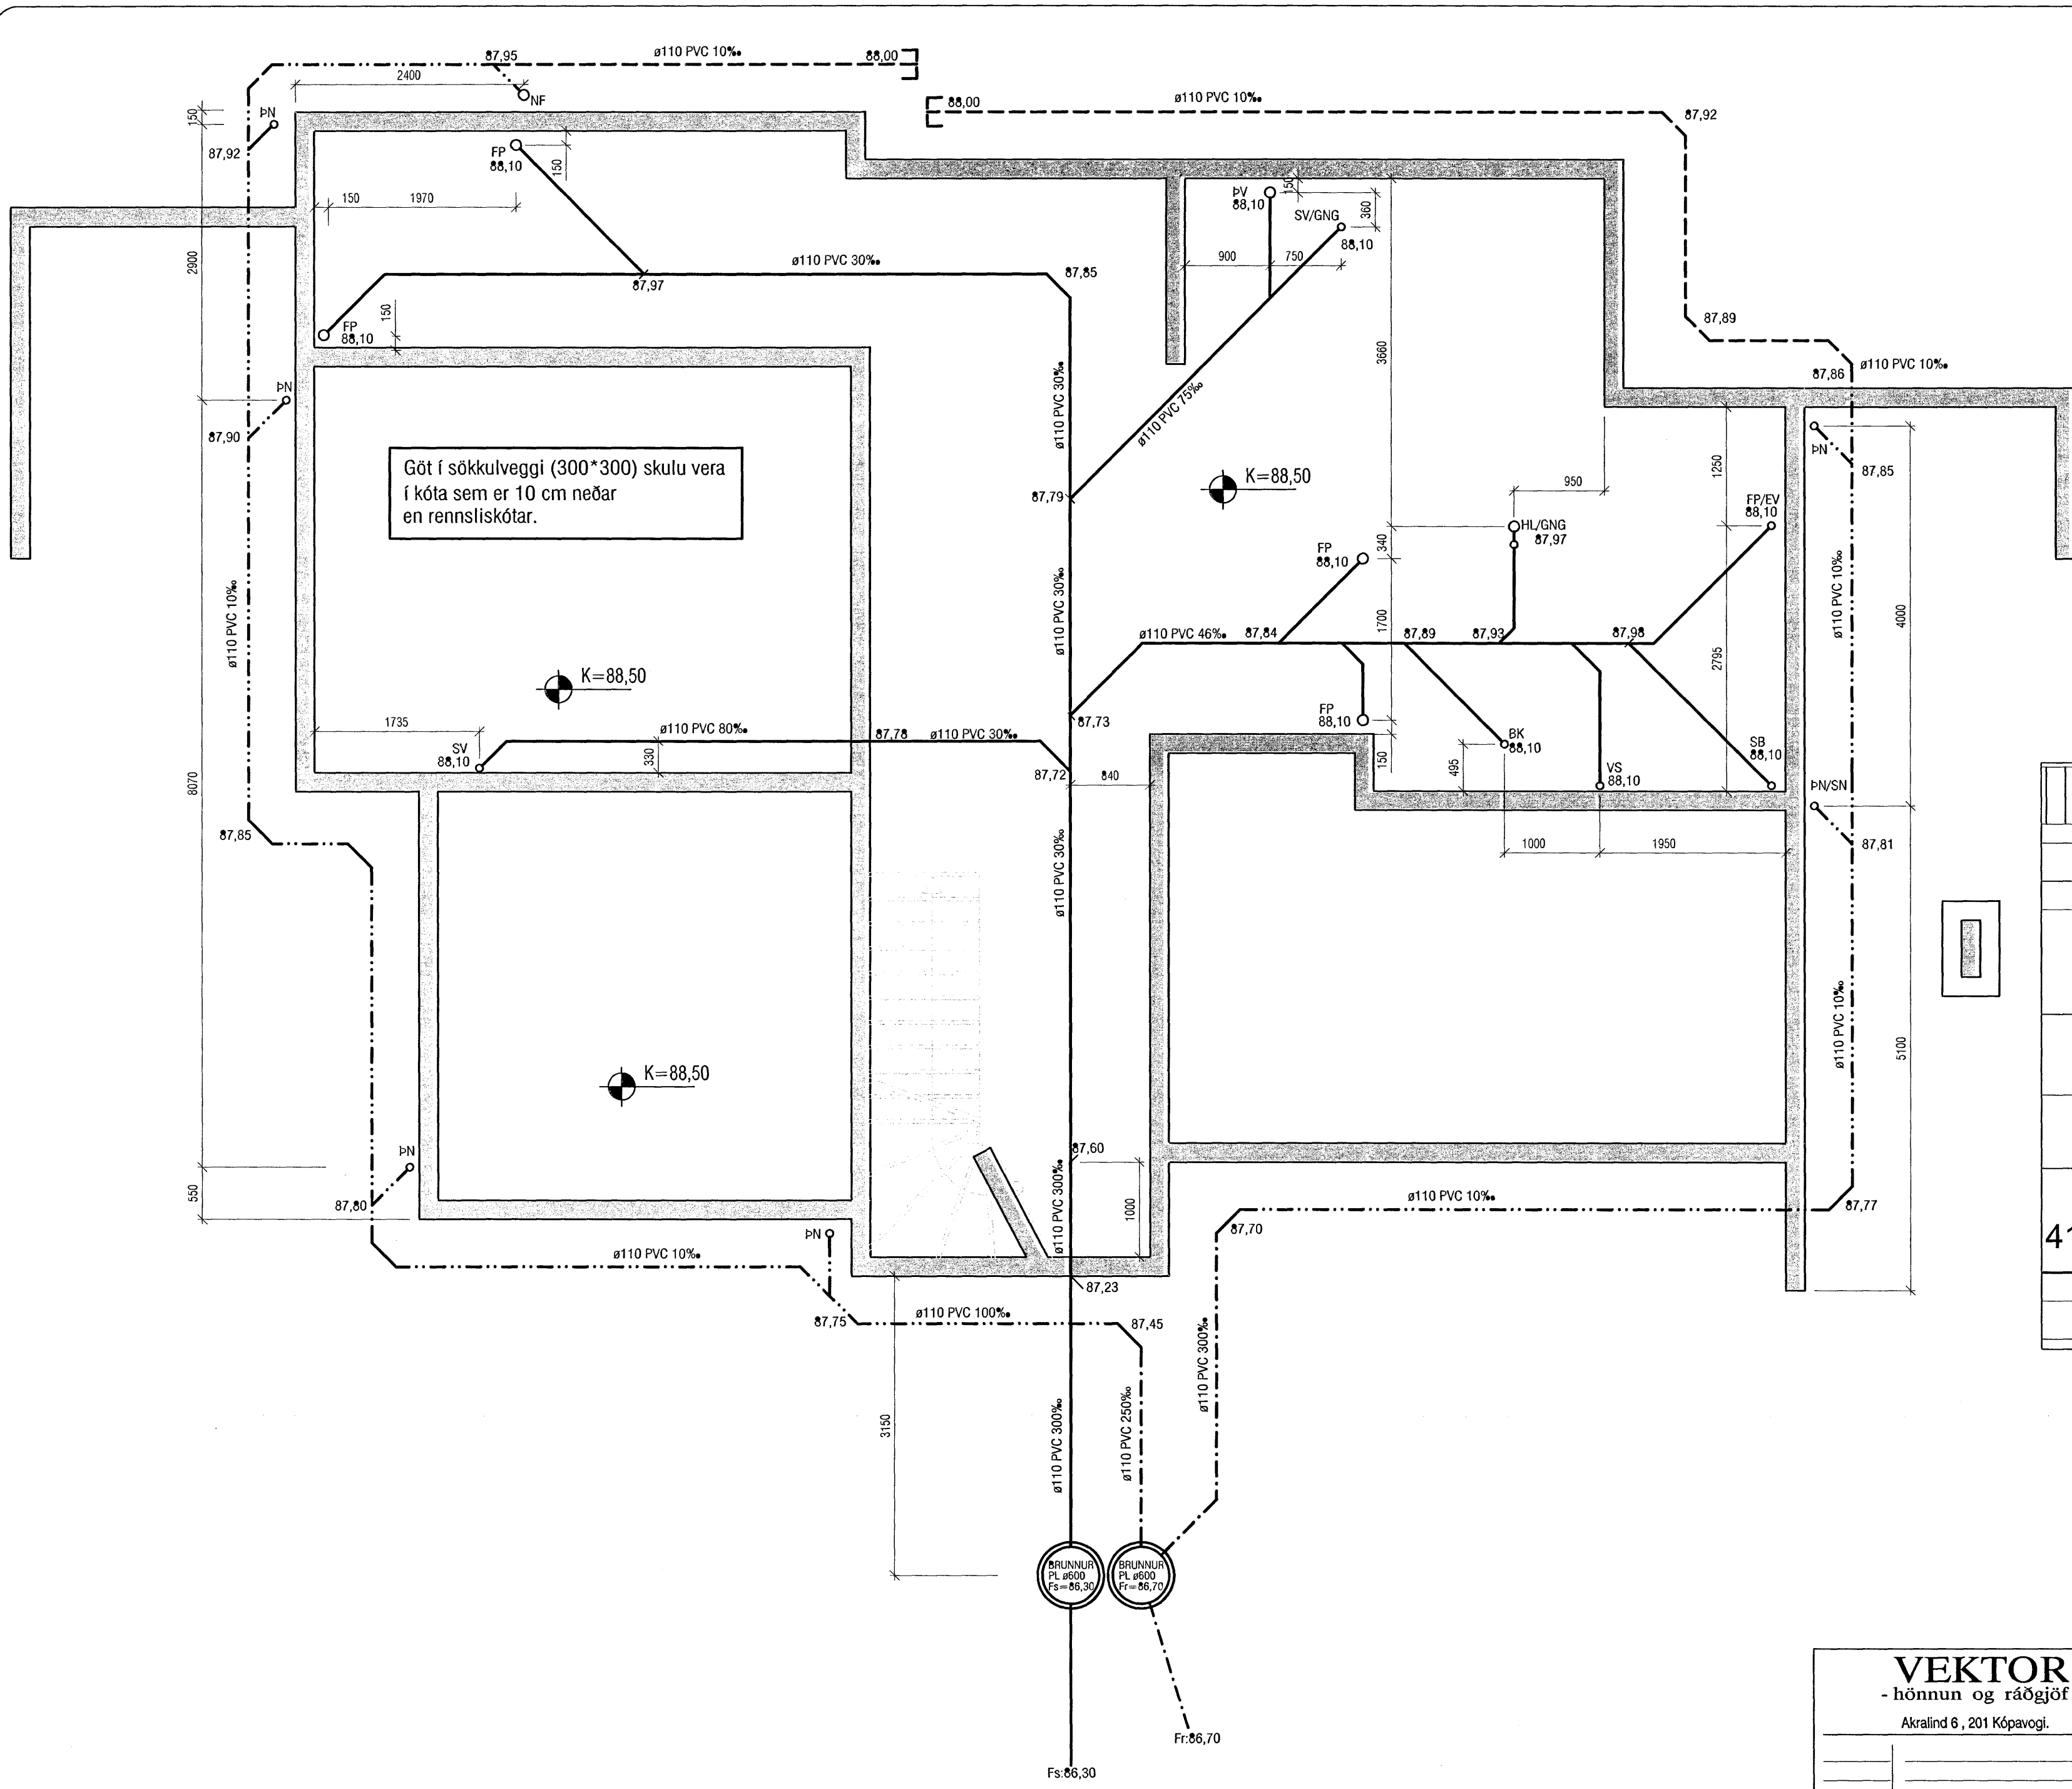 87,95
ø110 PVC 10‰
88,00
2400
NF
88,00
ø110 PVC 10‰
87,92
150
ÞN
87,92
FP
88,10
150
150
1970
ÞV
88,10
150
SV/GNG
88,10
360
900
750
2900
ø110 PVC 30‰
87,85
87,97
FP
88,10
150
87,89
3660
ø110 PVC 30‰
ø110 PVC 75‰
87,86
ø110 PVC 10‰
ÞN
87,90
Göt í sökkulveggi (300*300) skulu vera
í kóta sem er 10 cm neðar
en rennsliskótar.
87,79
K=88,50
950
1250
ÞN
87,85
FP/EV
88,10
HL/GNG
87,97
FP
88,10
340
ø110 PVC 10‰
ø110 PVC 30‰
ø110 PVC 10‰
4000
1700
ø110 PVC 46‰
87,84
87,89
87,93
87,98
2795
K=88,50
1735
ø110 PVC 80‰
87,78
ø110 PVC 30‰
87,73
FP
88,10
SV
88,10
330
BK
88,10
SB
88,10
150
495
VS
88,10
87,72
840
ÞN/SN
8070
87,85
87,81
1000
1950
ø110 PVC 30‰
ø110 PVC 10‰
5100
K=88,50
87,60
ÞN
87,80
550
ø110 PVC 300‰
1000
ø110 PVC 10‰
87,77
87,70
41
ÞN
ø110 PVC 10‰
87,23
ø110 PVC 100‰
87,75
87,45
ø110 PVC 300‰
3150
ø110 PVC 300‰
ø110 PVC 250‰
BRUNNUR
PL ø600
Fs=86,30
BRUNNUR
PL ø600
Fr=86,70
VEKTOR
- hönnun og ráðgjöf
Akralind 6 , 201 Kópavogi.
Fr:86,70
Fs:86,30